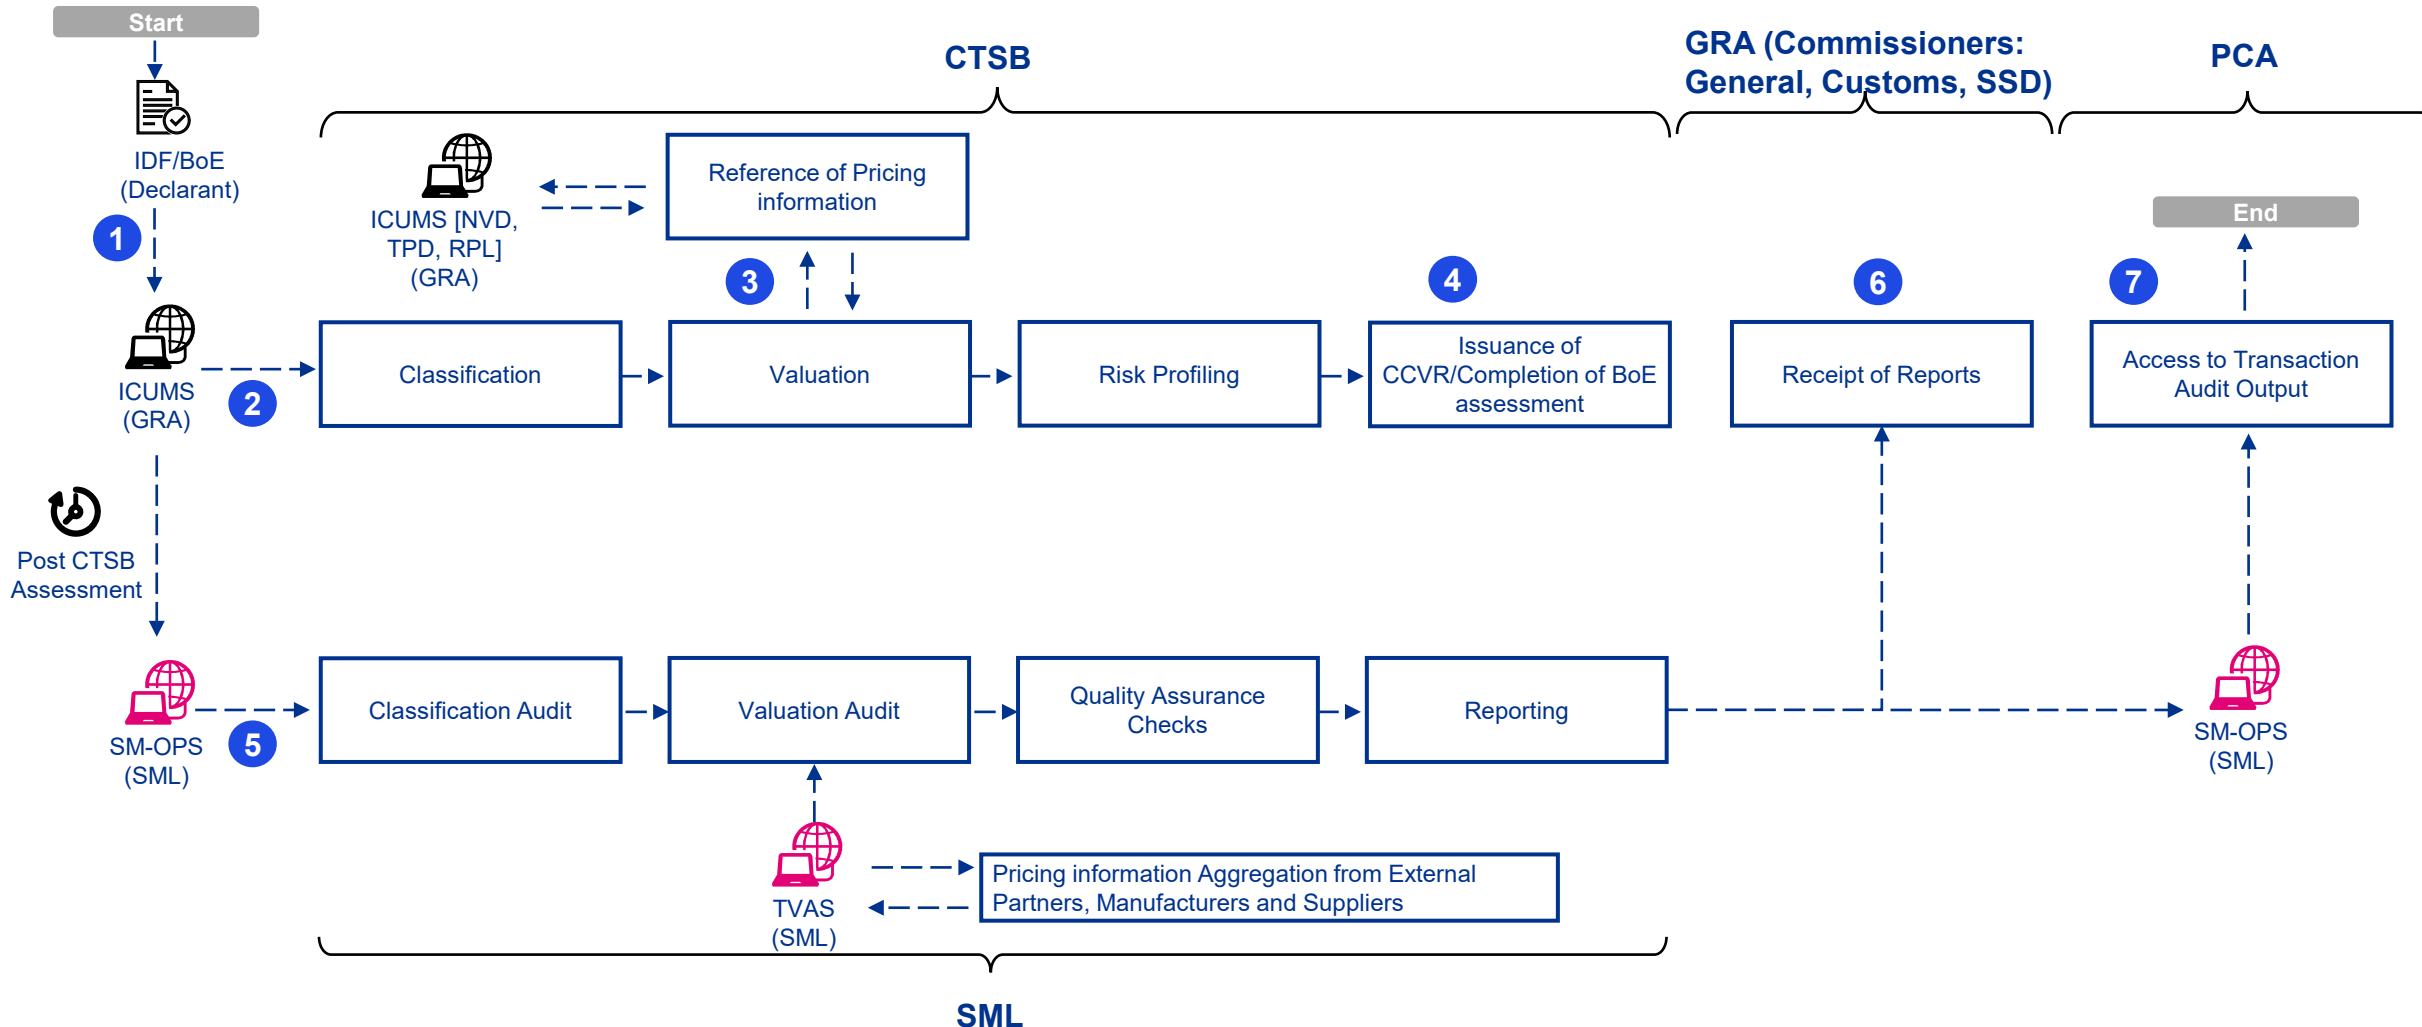 Start
CTSB
GRA (Commissioners:
General, Customs, SSD)
PCA
IDF/BoE
(Declarant)
1
ICUMS [NVD,
TPD, RPL]
(GRA)
Reference of Pricing
information
3
4
6
7
End
ICUMS
(GRA)
2
Classification
Valuation
Risk Profiling
Issuance of
CCVR/Completion of BoE
assessment
Receipt of Reports
Access to Transaction
Audit Output
Post CTSB
Assessment
SM-OPS
(SML)
5
Classification Audit
Valuation Audit
Quality Assurance
Checks
Reporting
SM-OPS
(SML)
TVAS
(SML)
Pricing information Aggregation from External
Partners, Manufacturers and Suppliers
SML